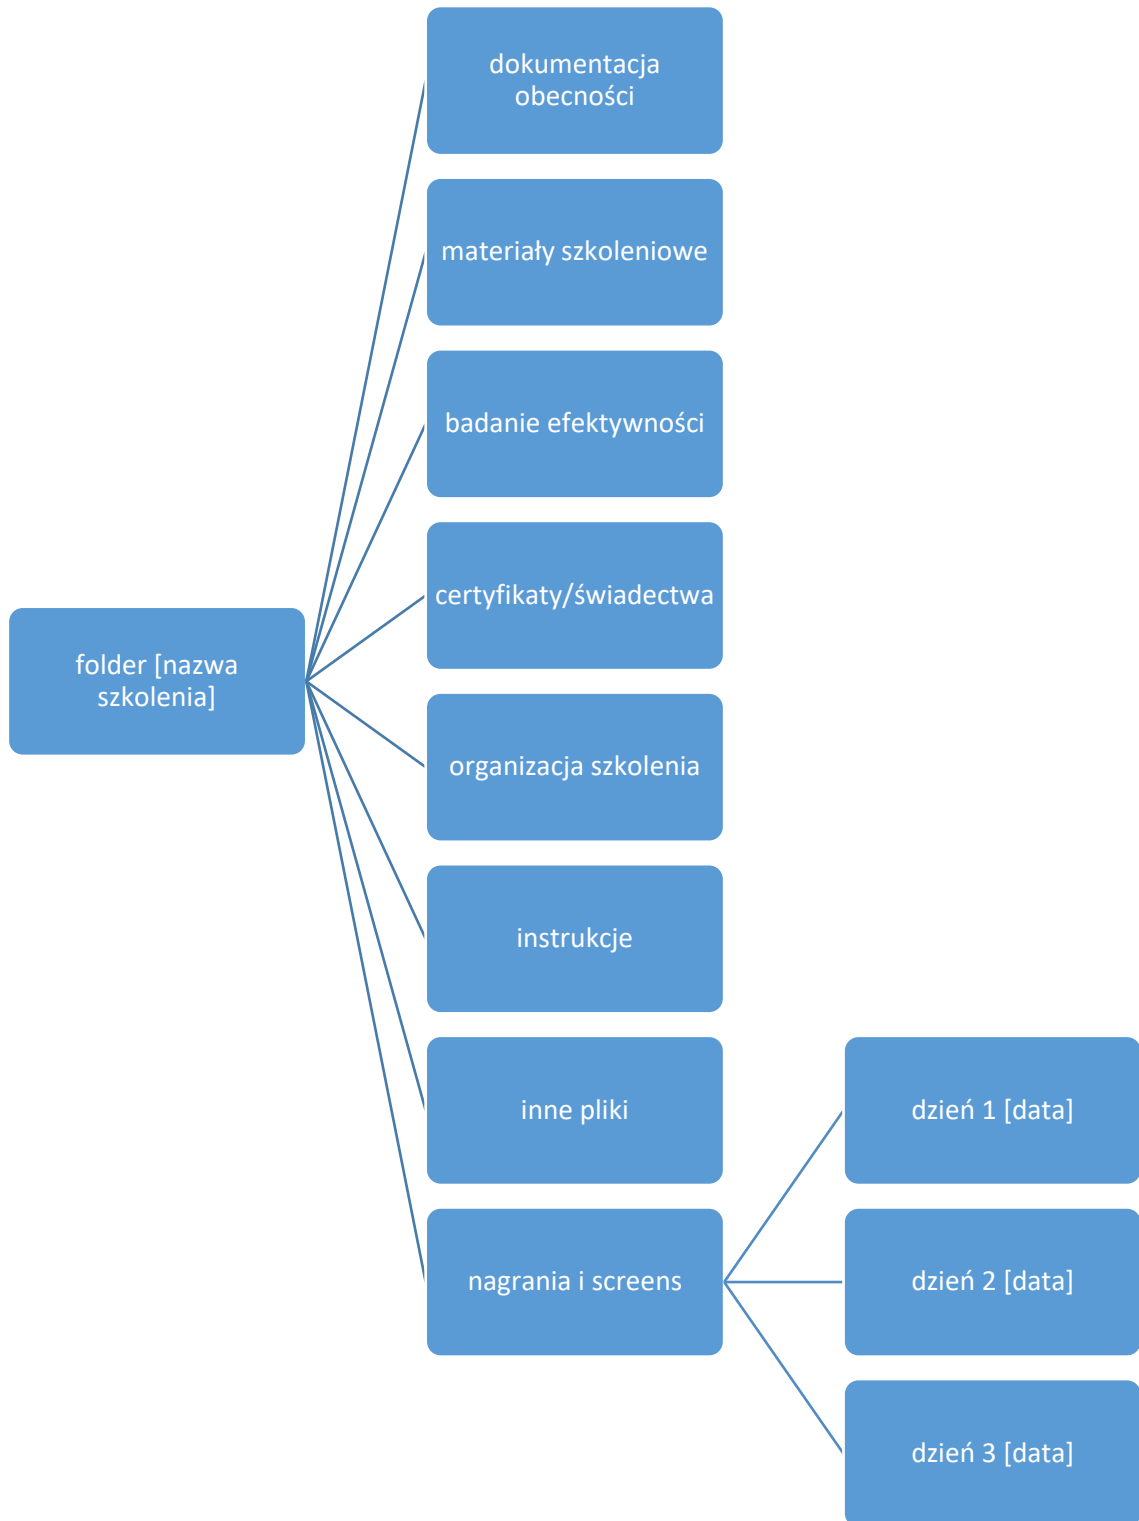 dokumentacja
obecności
materiały szkoleniowe
badanie efektywności
certyfikaty/świadectwa
folder [nazwa
szkolenia]
organizacja szkolenia
instrukcje
inne pliki
dzień 1 [data]
nagrania i screens
dzień 2 [data]
dzień 3 [data]